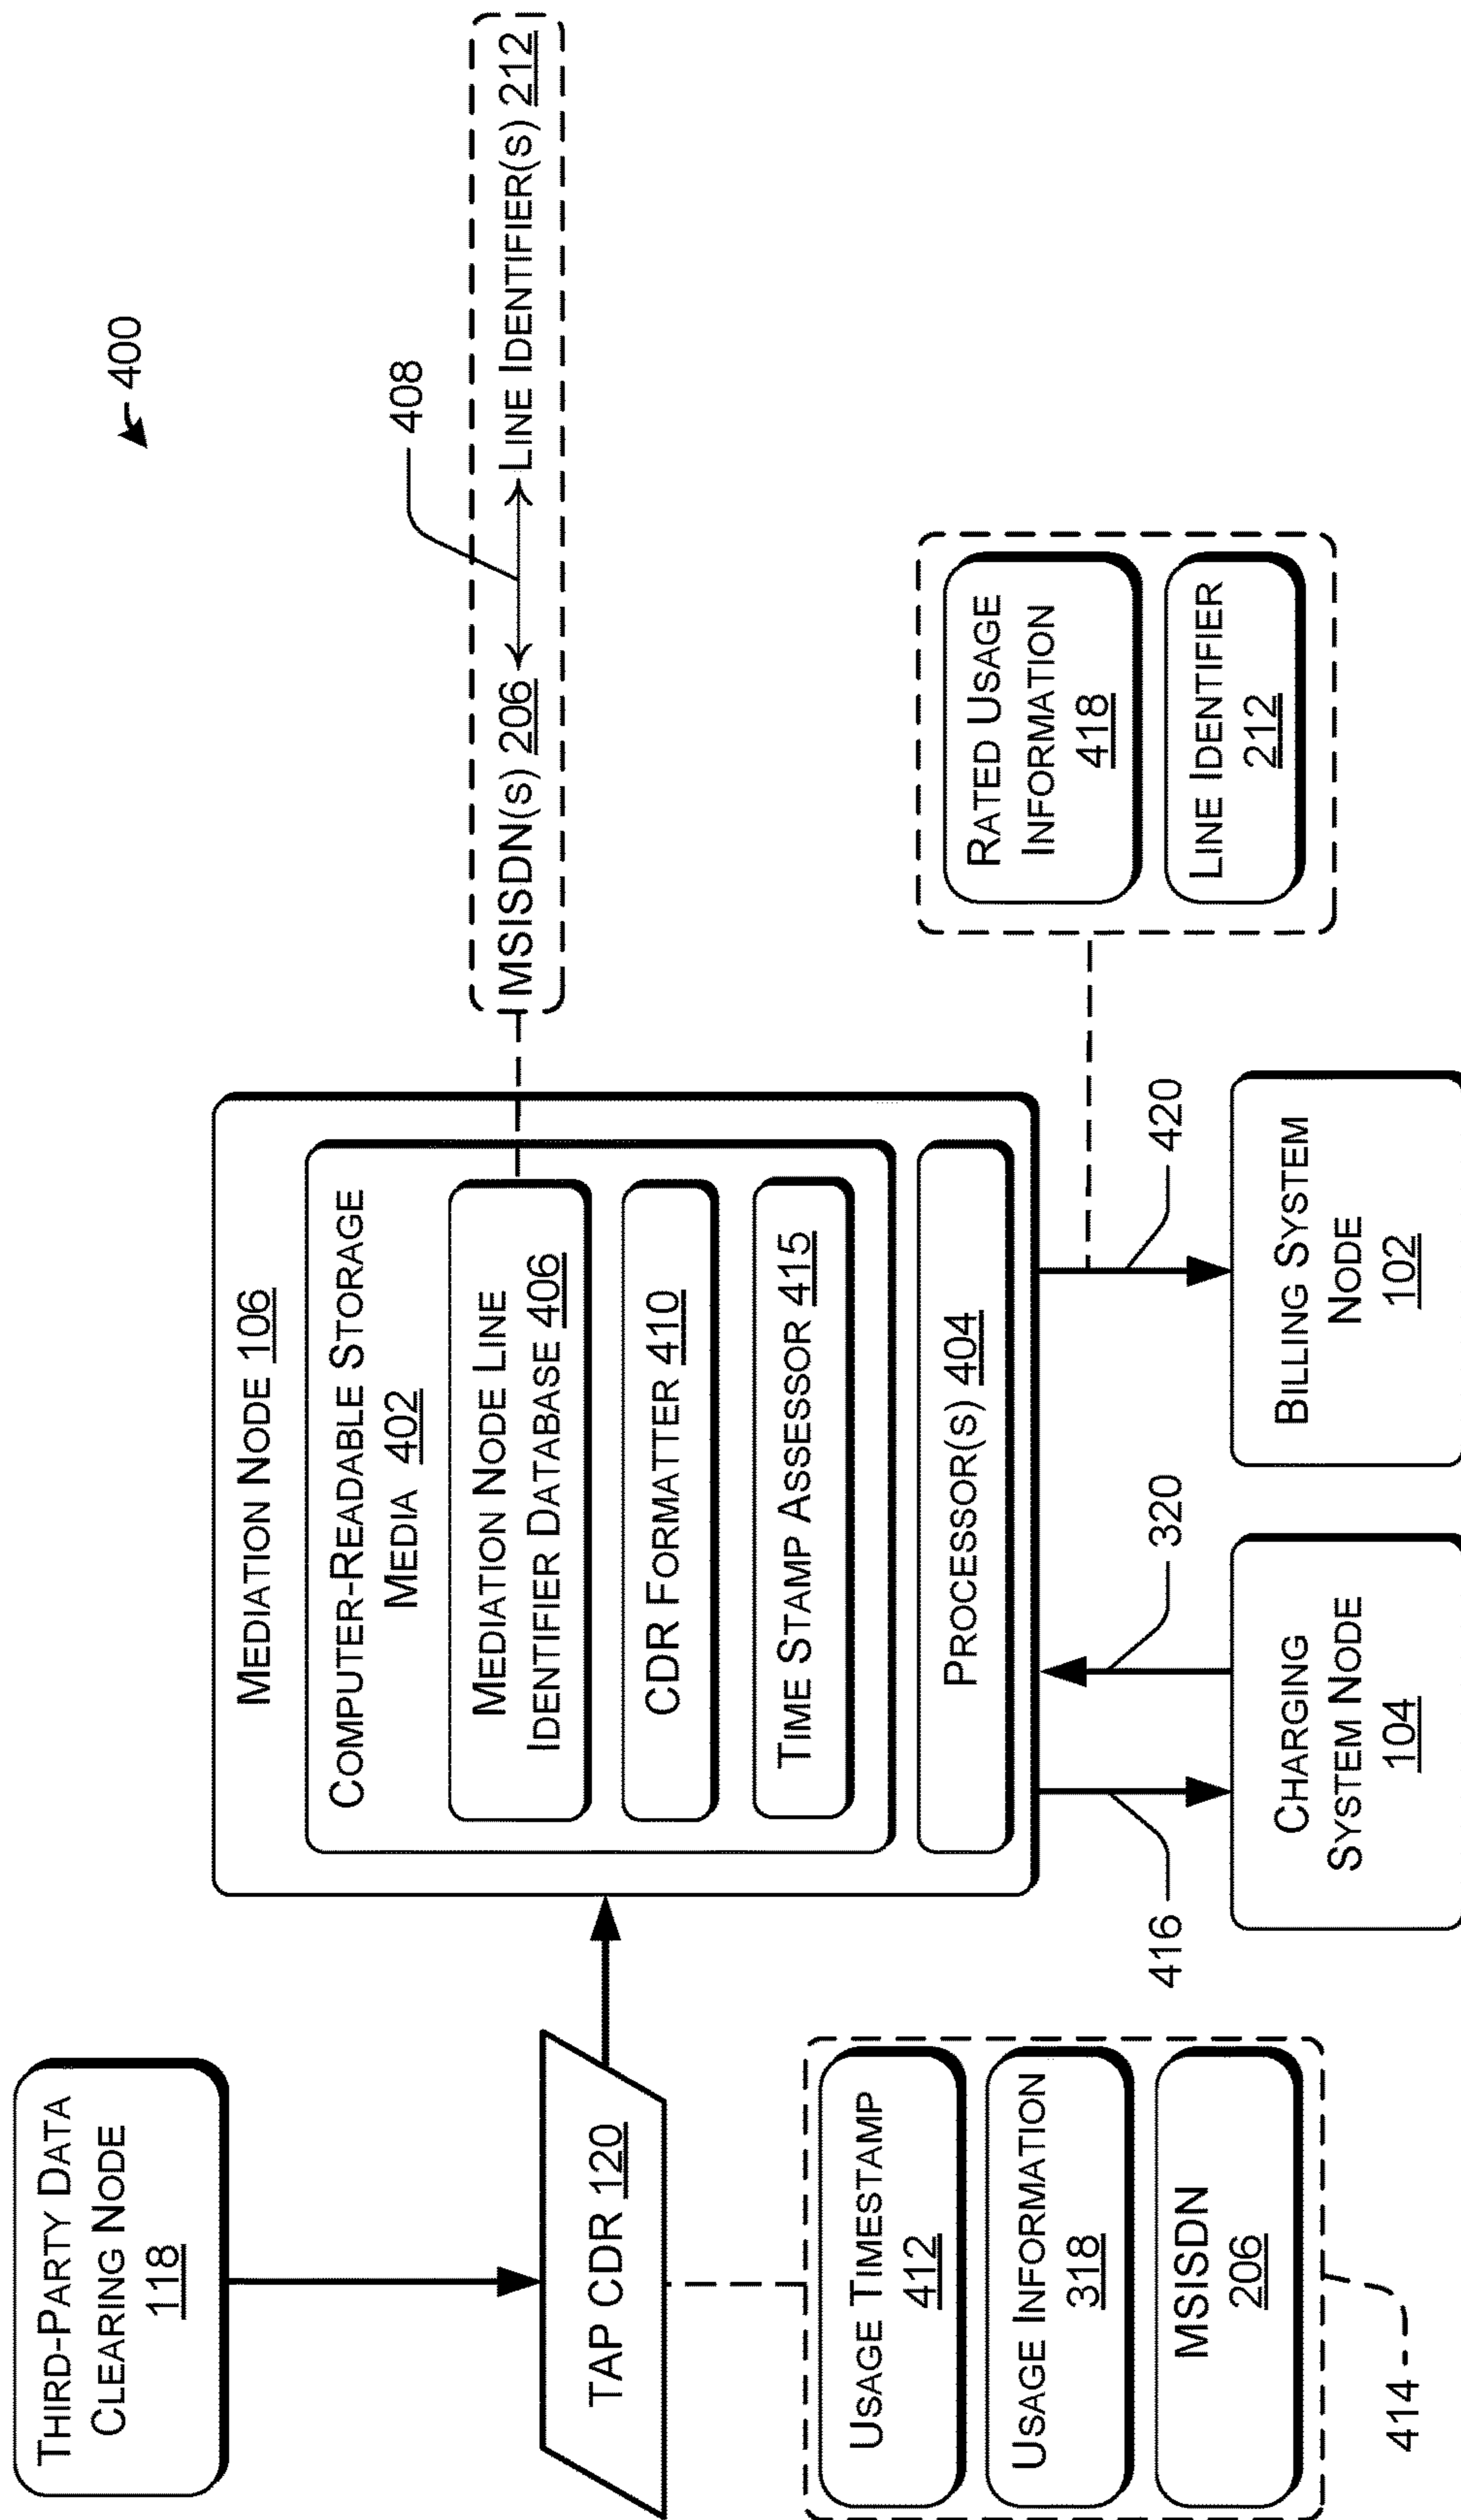 400
THIRD-PARTY DATA
CLEARING NODE
118
TAP CDR 120
USAGE TIMESTAMP
412
USAGE INFORMATION
318
MSISDN
206
414
MEDIATION NODE 106
COMPUTER-READABLE STORAGE
MEDIA 402
MEDIATION NODE LINE
IDENTIFIER DATABASE 406
CDR FORMATTER 410
TIME STAMP ASSESSOR 415
PROCESSOR(S) 404
408
MSISDN(S) 206
LINE IDENTIFIER(S) 212
416
320
420
CHARGING
SYSTEM NODE
104
BILLING SYSTEM
NODE
102
RATED USAGE
INFORMATION
418
LINE IDENTIFIER
212